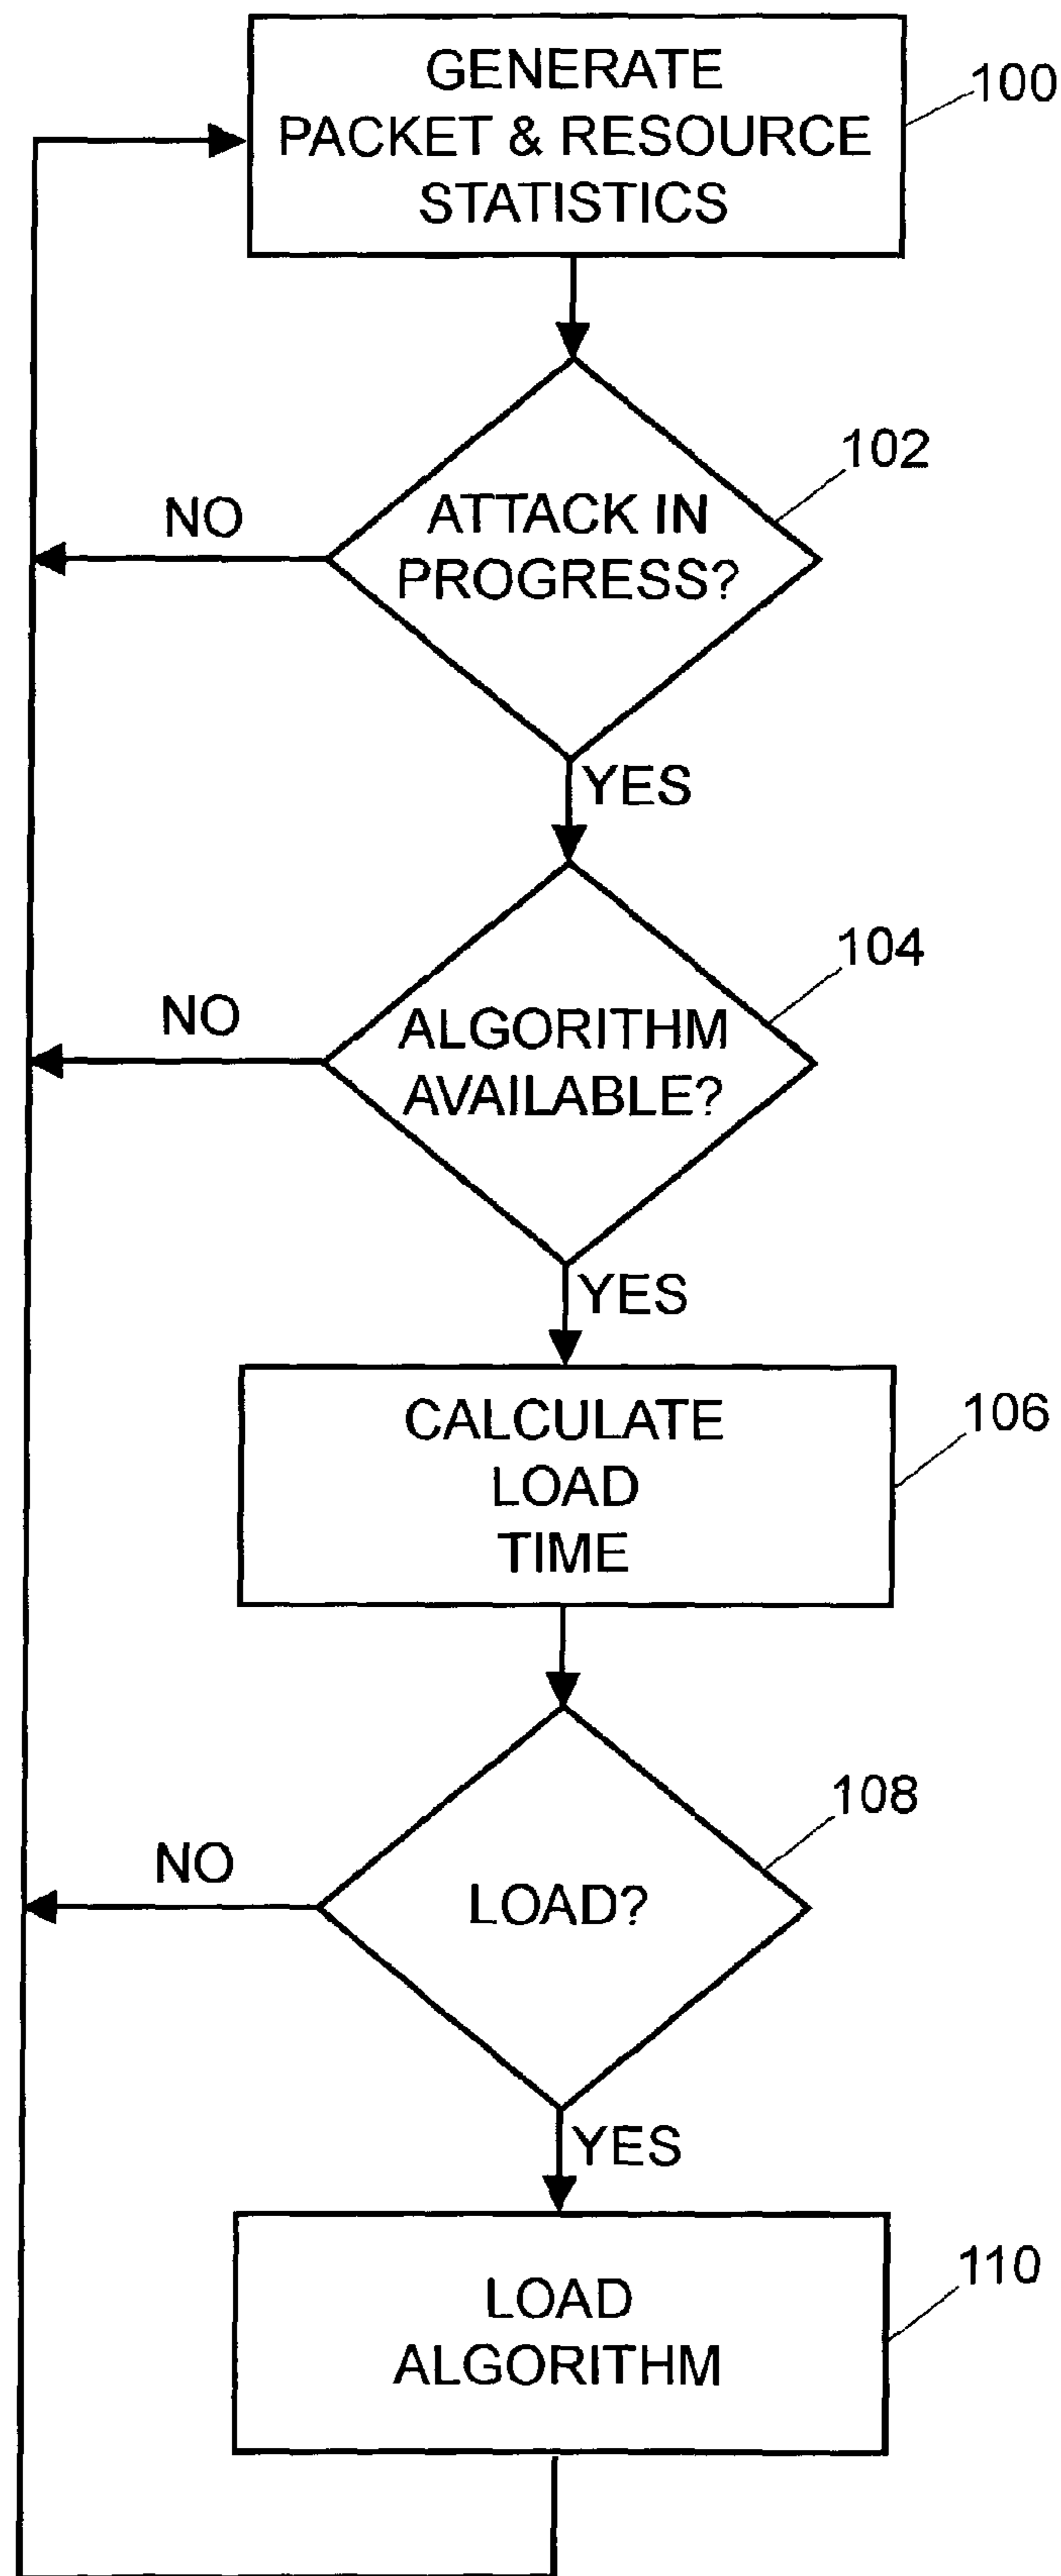 GENERATE
PACKET & RESOURCE
STATISTICS
100
102
ATTACK IN
PROGRESS?
NO
YES
104
ALGORITHM
AVAILABLE?
NO
YES
CALCULATE
LOAD
TIME
106
108
LOAD?
NO
YES
LOAD
ALGORITHM
110